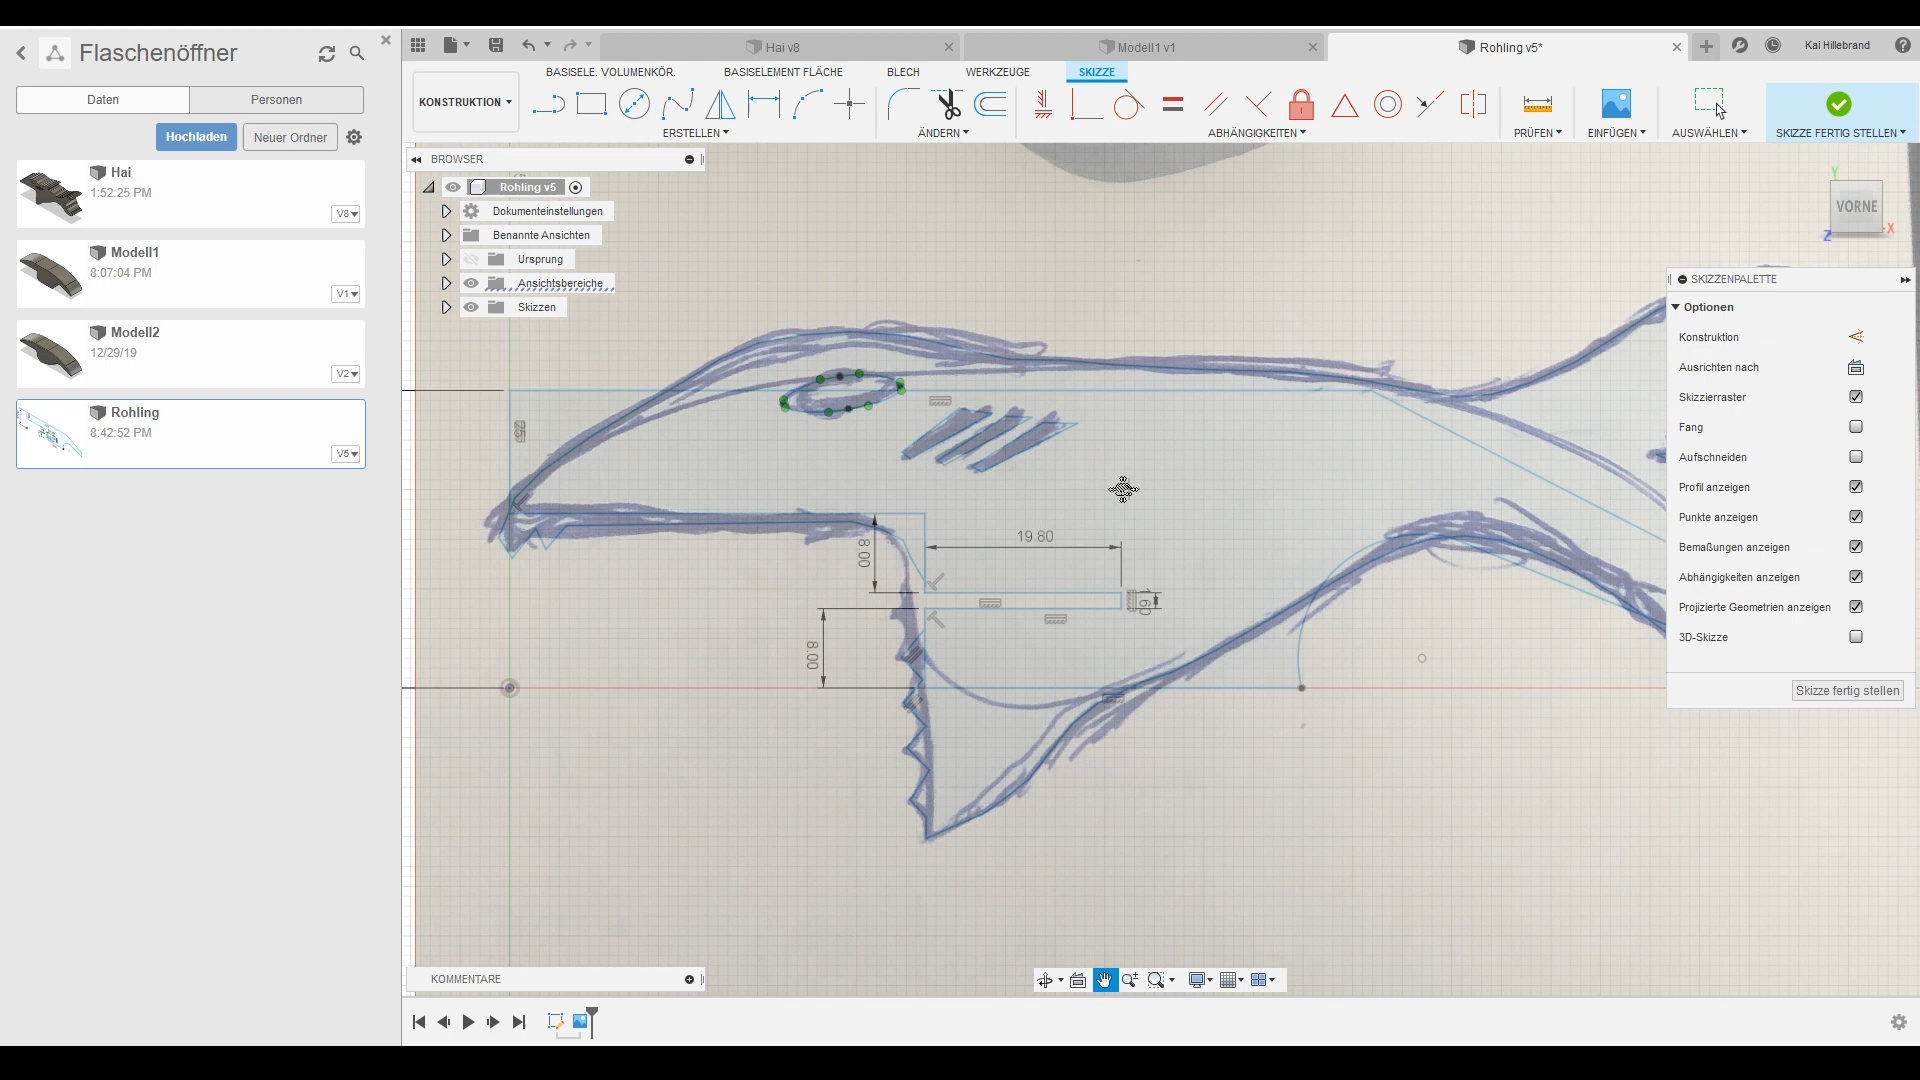 Flaschenöffner
Daten
Personen
Hochladen
Neuer Ordner
Hai
1:52:25 PM
V8
Modell1
8:07:04 PM
V1
Modell2
12/29/19
V2
Rohling
8:42:52 PM
V5
Hai v8
Modell1 v1
Rohling v5*
Kai Hillebrand
BASISELE. VOLUMENKÖR.
BASISELEMENT FLÄCHE
BLECH
WERKZEUGE
SKIZZE
KONSTRUKTION
ERSTELLEN
ÄNDERN
ABHÄNGIGKEITEN
PRÜFEN
EINFÜGEN
AUSWÄHLEN
SKIZZE FERTIG STELLEN
BROWSER
Rohling v5
Dokumenteinstellungen
Benannte Ansichten
Ursprung
Ansichtsbereiche
Skizzen
Y
VORNE
X
Z
SKIZZENPALETTE
Optionen
Konstruktion
Ausrichten nach
Skizzierraster
Fang
Aufschneiden
Profil anzeigen
Punkte anzeigen
Bemaßungen anzeigen
Abhängigkeiten anzeigen
Projizierte Geometrien anzeigen
3D-Skizze
Skizze fertig stellen
19.80
8.00
1.60
8.00
KOMMENTARE